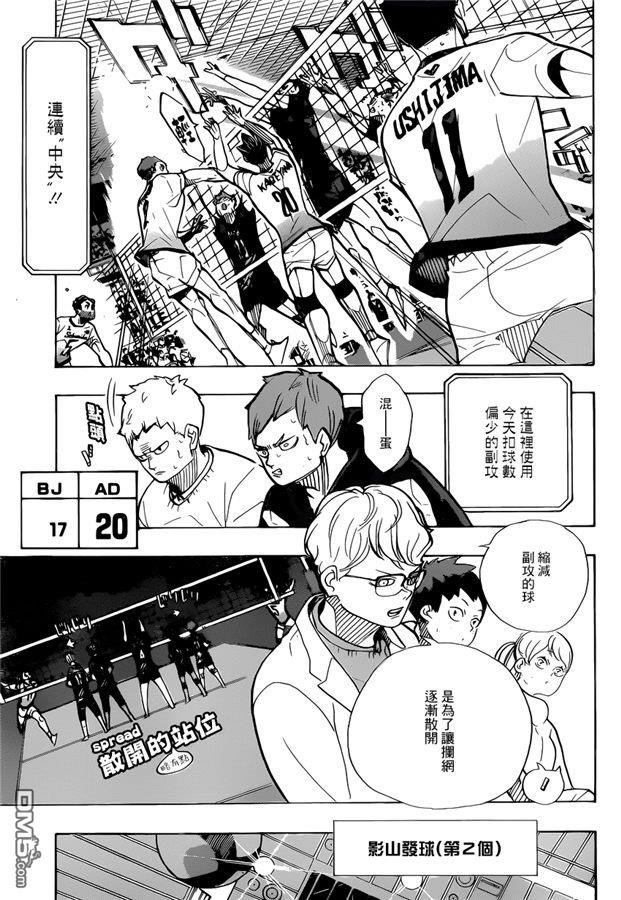 連續"中央"!!
USHIJIMA
11
20
在這裡使用
今天扣球數
偏少的副攻
混—蛋
點頭
BJ AD
17 20
縮減
副攻的球
是為了讓攔網
逐漸散開
spread
散開的站位
影山發球(第2個)